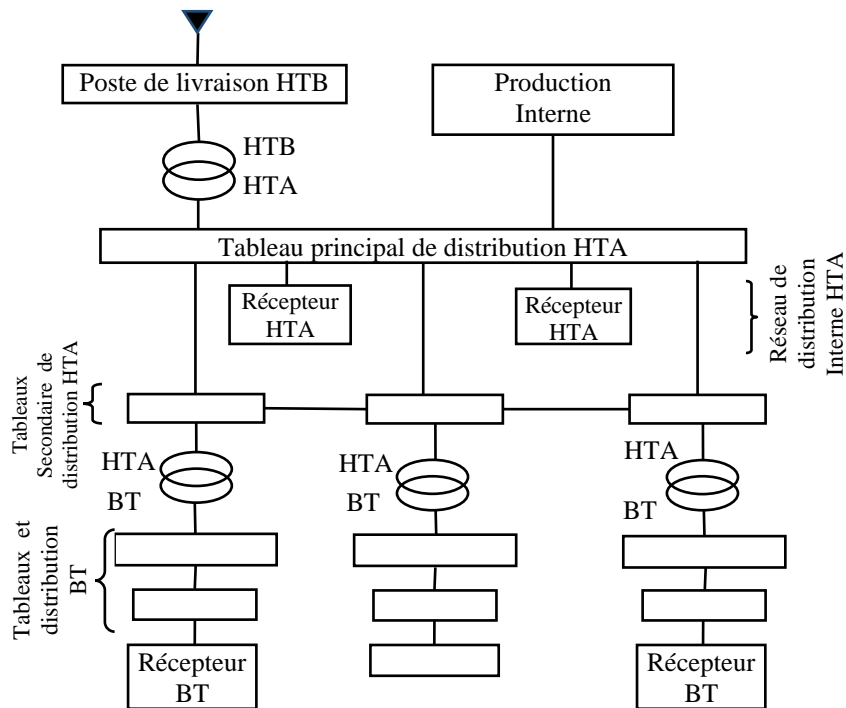 Poste de livraison HTB
Production
Interne
HTB
HTA
Tableau principal de distribution HTA
Récepteur
HTA
Récepteur
HTA
Réseau de
distribution
Interne HTA
Tableaux
Secondaire de
distribution HTA
HTA
BT
HTA
BT
HTA
BT
Tableaux et
distribution
BT
Récepteur
BT
Récepteur
BT